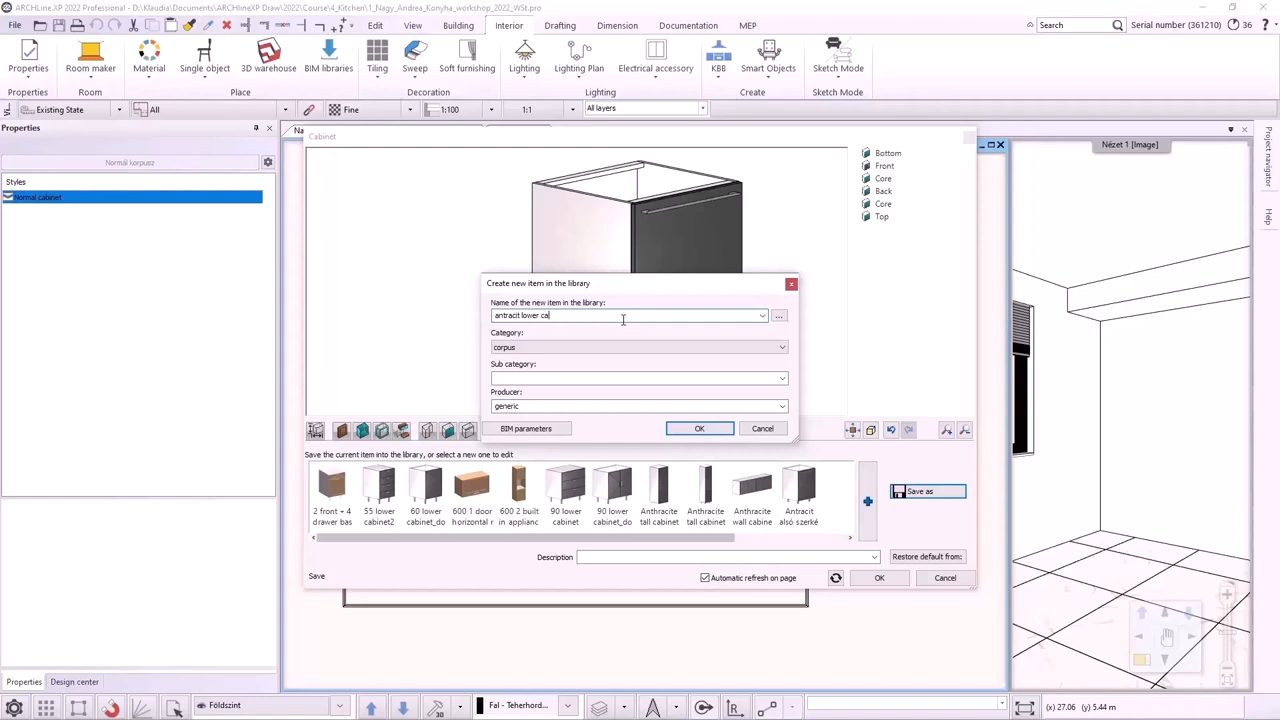 ARCHLine.XP 2022 Professional - D:\Klaudia\Documents\ARCHlineXP Draw\2022\Course\4_Kitchen\1_Nagy_Andrea_Konyha_workshop_2022_WSt.pro
File
Edit
View
Building
Interior
Drafting
Dimension
Documentation
MEP
Search
Serial number (361210)
36
Properties
Room maker
Material
Single object
3D warehouse
BIM libraries
Tiling
Sweep
Soft furnishing
Lighting
Lighting Plan
Electrical accessory
KBB
Smart Objects
Sketch Mode
Properties
Room
Place
Decoration
Lighting
Create
Sketch Mode
Existing State
All
Fine
1:100
1:1
All layers
Properties
Na
Cabinet
Nézet 1 [Image]
Project navigator
Help
Normál korpusz
Styles
Normal cabinet
Bottom
Front
Core
Back
Core
Top
Create new item in the library
Name of the new item in the library:
antracit lower ca
...
Category:
corpus
Sub category:
Producer:
generic
BIM parameters
OK
Cancel
Save the current item into the library, or select a new one to edit
2 front + 4 drawer bas
55 lower cabinet2
60 lower cabinet_do
600 1 door horizontal r
600 2 built in applianc
90 lower cabinet
90 lower cabinet_do
Anthracite tall cabinet
Anthracite tall cabinet
Anthracite wall cabine
Antracit alsó szerké
Save as
Description
Restore default from:
Save
Automatic refresh on page
OK
Cancel
Properties
Design center
Földszint
30
Fal - Teherhord...
(x) 27.06 (y) 5.44 m